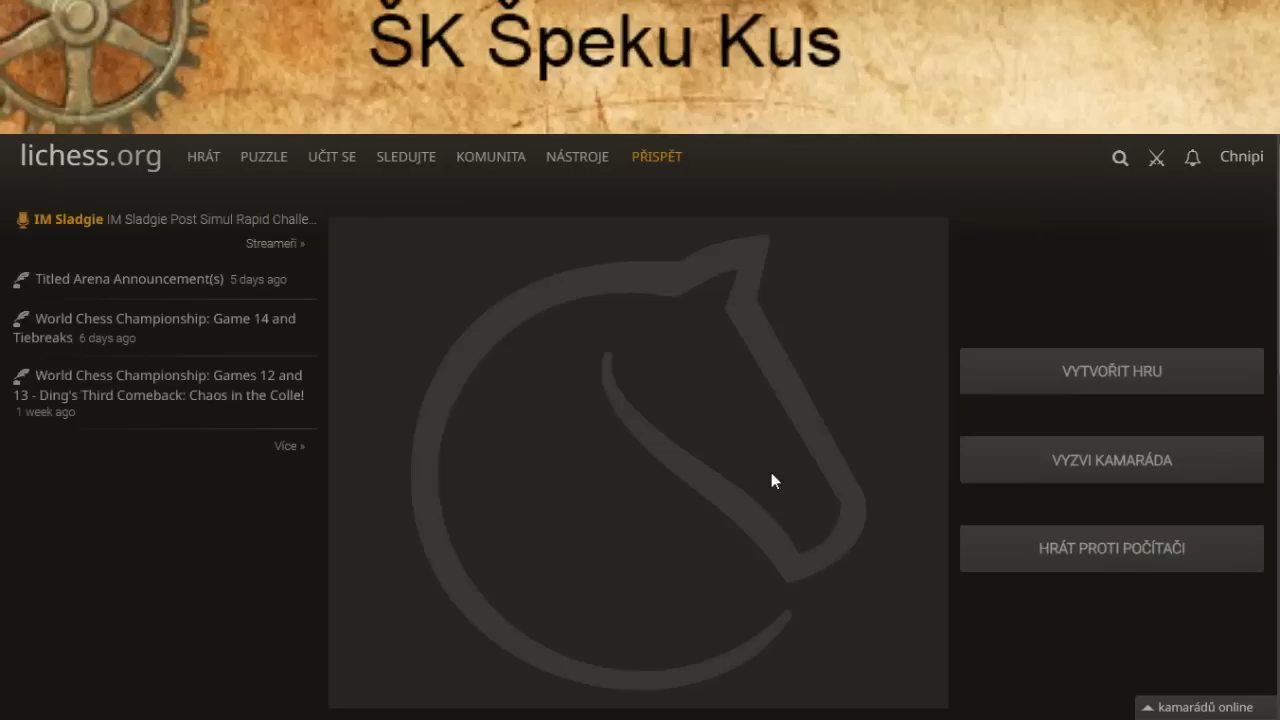 ŠK Špeku Kus
lichess.org HRÁT PUZZLE UČIT SE SLEDUJTE KOMUNITA NÁSTROJE PŘISPĚT Chnipi
IM Sladgie IM Sladgie Post Simul Rapid Challe...
Streameři »
Titled Arena Announcement(s) 5 days ago
World Chess Championship: Game 14 and
Tiebreaks 6 days ago
World Chess Championship: Games 12 and
13 - Ding's Third Comeback: Chaos in the Colle!
1 week ago
Více »
VYTVOŘIT HRU
VYZVI KAMARÁDA
HRÁT PROTI POČÍTAČI
kamarádů online